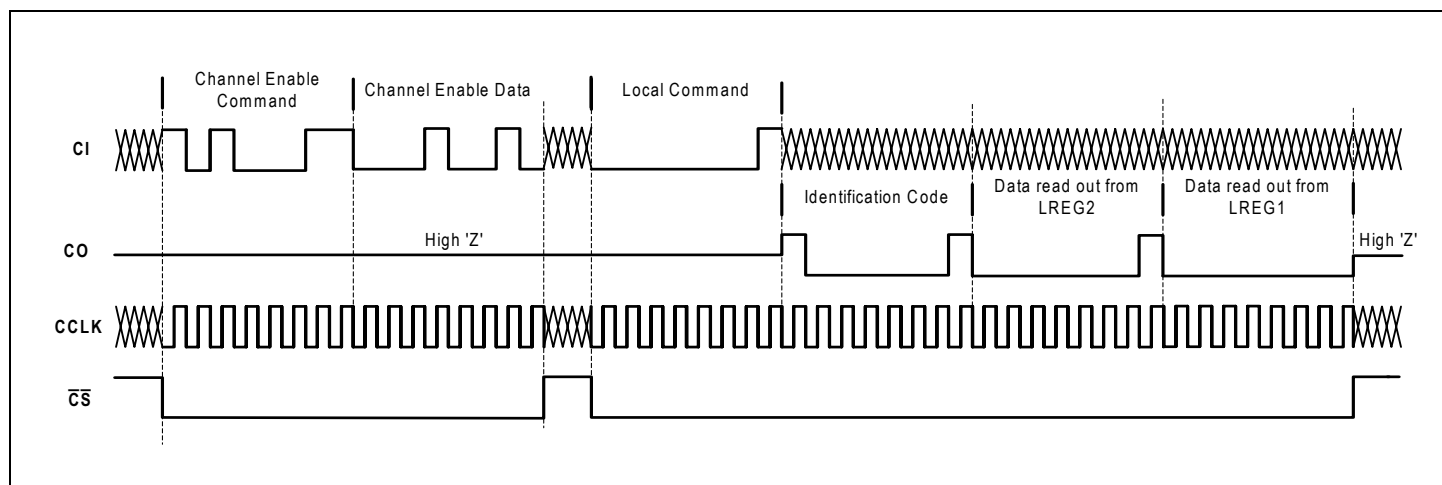 Channel Enable
Command
Channel Enable Data
Local Command
CI
Identification Code
Data read out from
LREG2
Data read out from
LREG1
High 'Z'
High 'Z'
CO
CCLK
CS